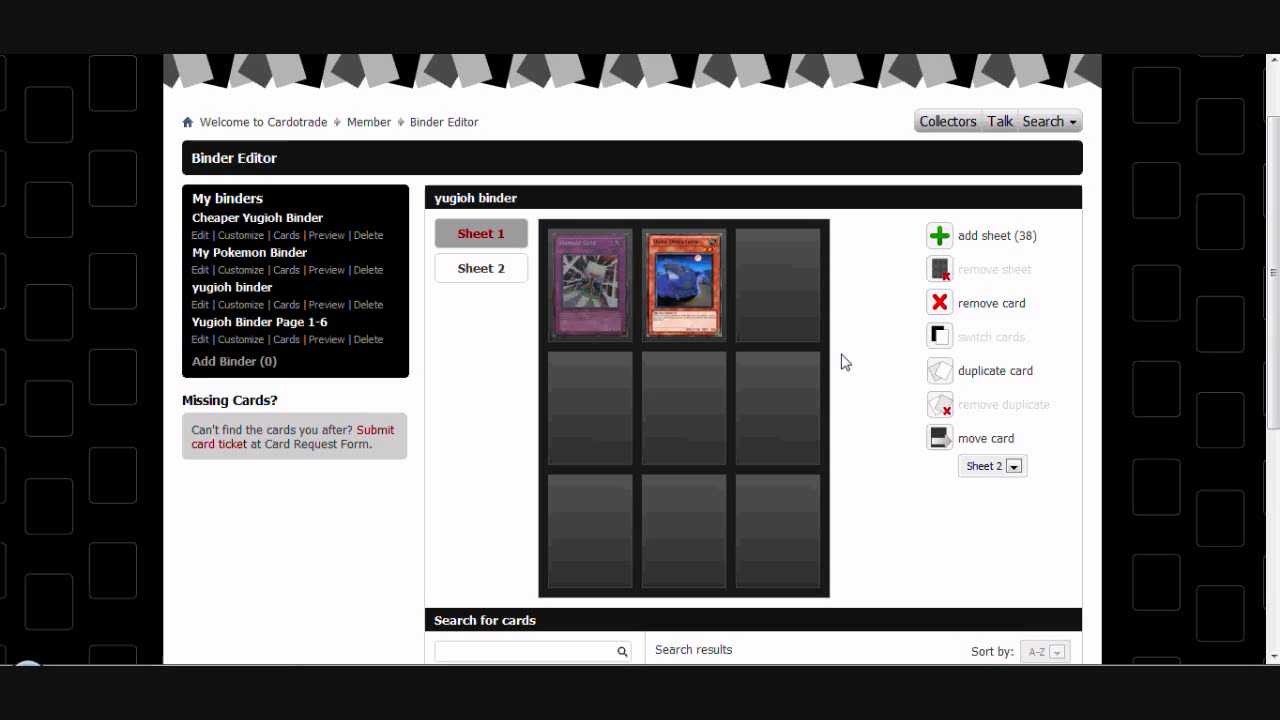 Welcome to Cardotrade Member Binder Editor
Collectors Talk Search
Binder Editor
My binders
Cheaper Yugioh Binder
Edit | Customize | Cards | Preview | Delete
My Pokemon Binder
Edit | Customize | Cards | Preview | Delete
yugioh binder
Edit | Customize | Cards | Preview | Delete
Yugioh Binder Page 1-6
Edit | Customize | Cards | Preview | Delete
Add Binder (0)
Missing Cards?
Can't find the cards you after? Submit
card ticket at Card Request Form.
yugioh binder
Sheet 1
Sheet 2
add sheet (38)
remove sheet
remove card
switch cards
duplicate card
remove duplicate
move card
Sheet 2
Search for cards
Search results
Sort by: A-Z